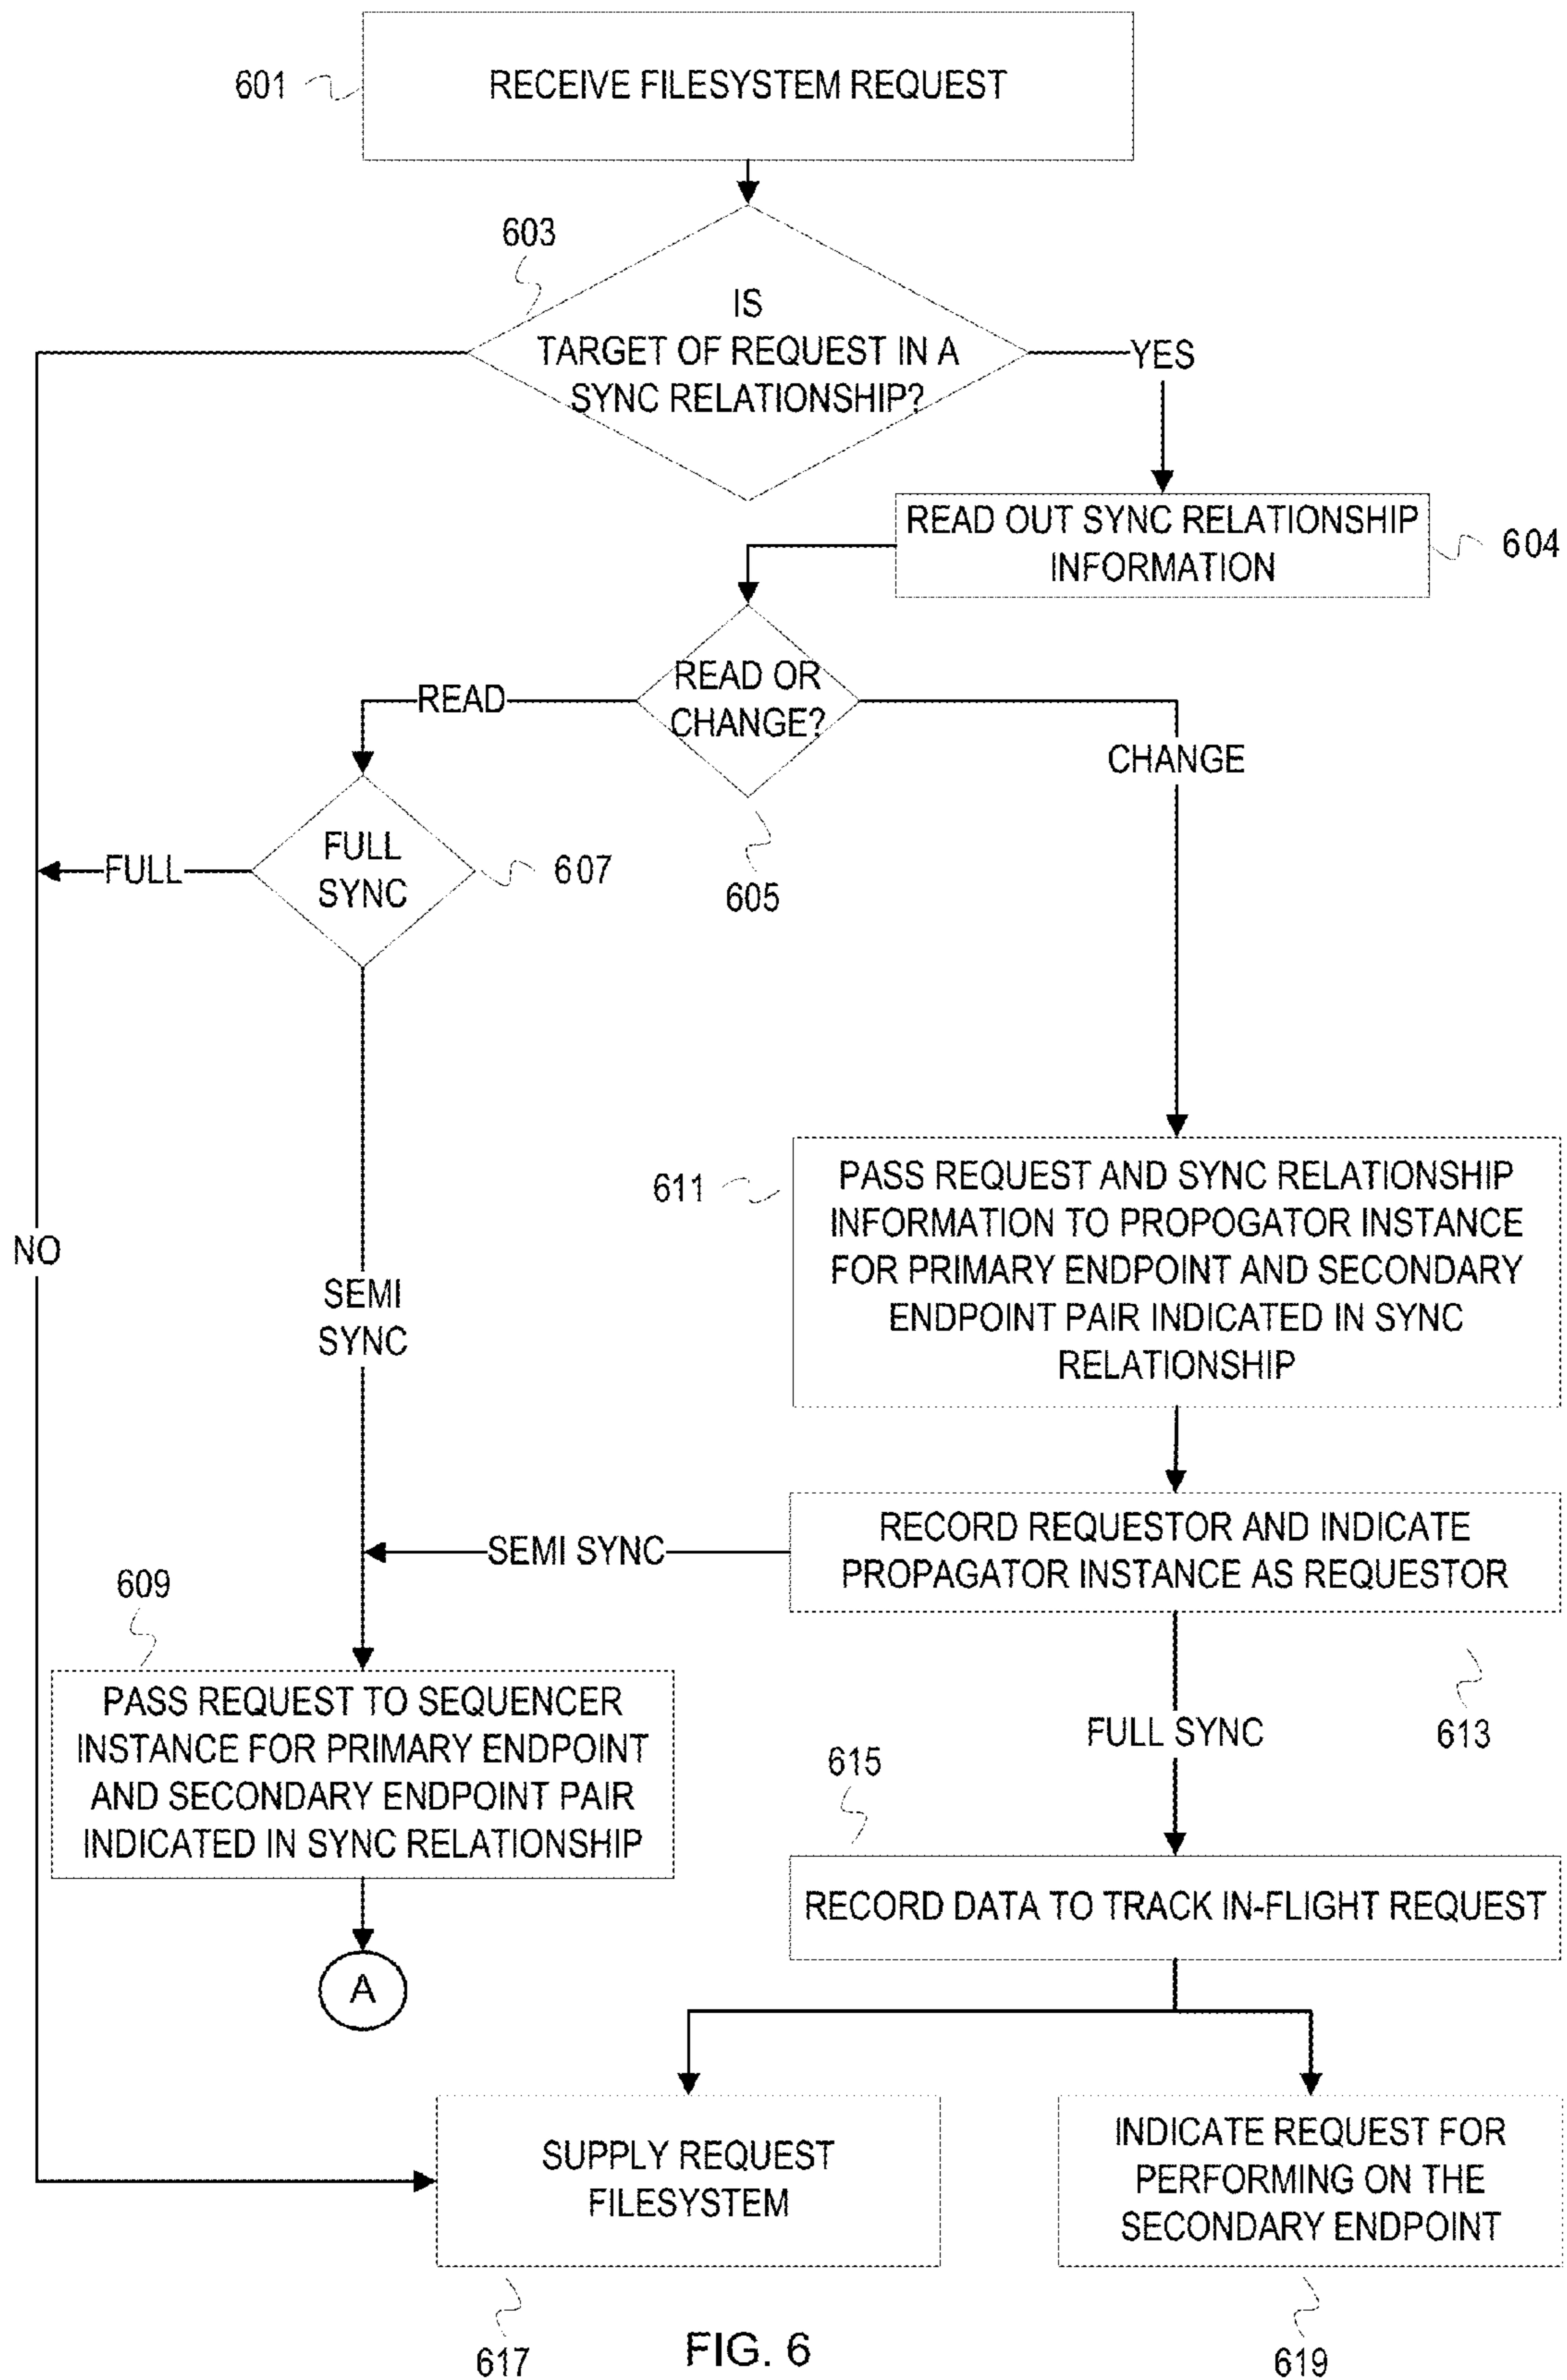 601
RECEIVE FILESYSTEM REQUEST
603
IS
TARGET OF REQUEST IN A
SYNC RELATIONSHIP?
YES
READ OUT SYNC RELATIONSHIP
INFORMATION
604
READ OR
CHANGE?
READ
CHANGE
605
FULL
SYNC
FULL
607
NO
SEMI
SYNC
611
PASS REQUEST AND SYNC RELATIONSHIP
INFORMATION TO PROPOGATOR INSTANCE
FOR PRIMARY ENDPOINT AND SECONDARY
ENDPOINT PAIR INDICATED IN SYNC
RELATIONSHIP
RECORD REQUESTOR AND INDICATE
PROPAGATOR INSTANCE AS REQUESTOR
SEMI SYNC
613
609
PASS REQUEST TO SEQUENCER
INSTANCE FOR PRIMARY ENDPOINT
AND SECONDARY ENDPOINT PAIR
INDICATED IN SYNC RELATIONSHIP
FULL SYNC
615
RECORD DATA TO TRACK IN-FLIGHT REQUEST
A
SUPPLY REQUEST
FILESYSTEM
617
INDICATE REQUEST FOR
PERFORMING ON THE
SECONDARY ENDPOINT
619
FIG. 6